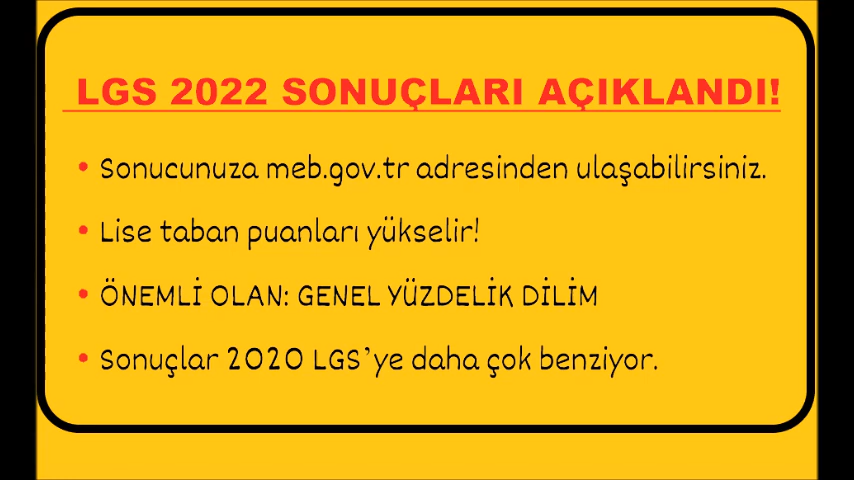 LGS 2022 SONUÇLARI AÇIKLANDI!
• Sonucunuza meb.gov.tr adresinden ulaşabilirsiniz.
• Lise taban puanları yükselir!
• ÖNEMLİ OLAN: GENEL YÜZDELİK DİLİM
• Sonuçlar 2020 LGS'ye daha çok benziyor.